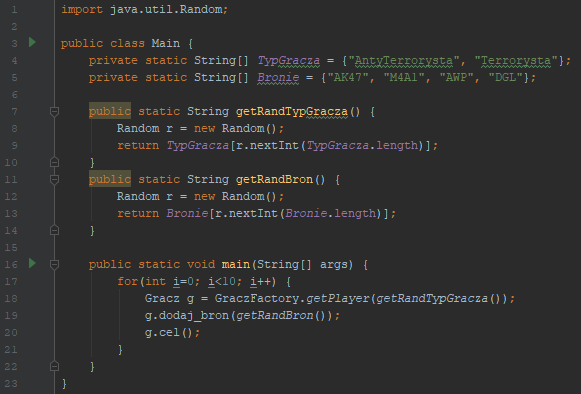 1 import java.util.Random;
2
3 public class Main {
4     private static String[] TypGracza = {"AntyTerrorysta", "Terrorysta"};
5     private static String[] Bronie = {"AK47", "M4A1", "AWP", "DGL"};
6
7     public static String getRandTypGracza() {
8         Random r = new Random();
9         return TypGracza[r.nextInt(TypGracza.length)];
10     }
11     public static String getRandBron() {
12         Random r = new Random();
13         return Bronie[r.nextInt(Bronie.length)];
14     }
15
16     public static void main(String[] args) {
17         for(int i=0; i<10; i++) {
18             Gracz g = GraczFactory.getPlayer(getRandTypGracza());
19             g.dodaj_bron(getRandBron());
20             g.cel();
21         }
22     }
23 }